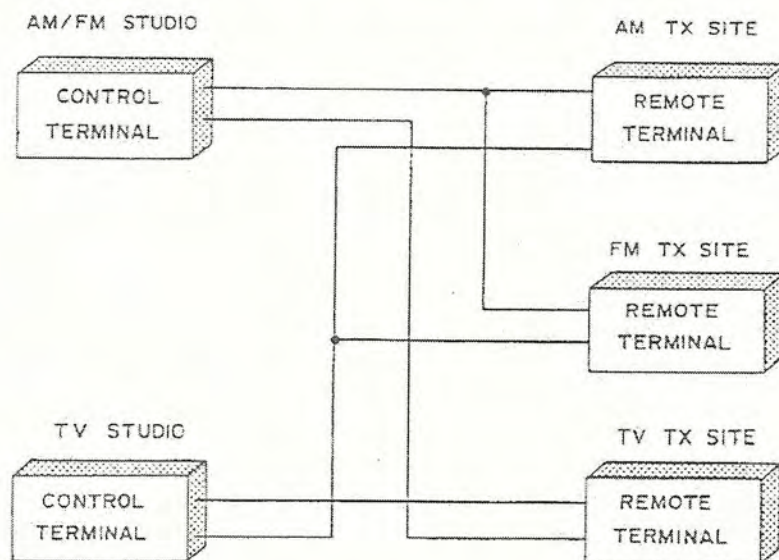 AM/FM STUDIO
CONTROL
TERMINAL
AM TX SITE
REMOTE
TERMINAL
FM TX SITE
REMOTE
TERMINAL
TV STUDIO
CONTROL
TERMINAL
TV TX SITE
REMOTE
TERMINAL